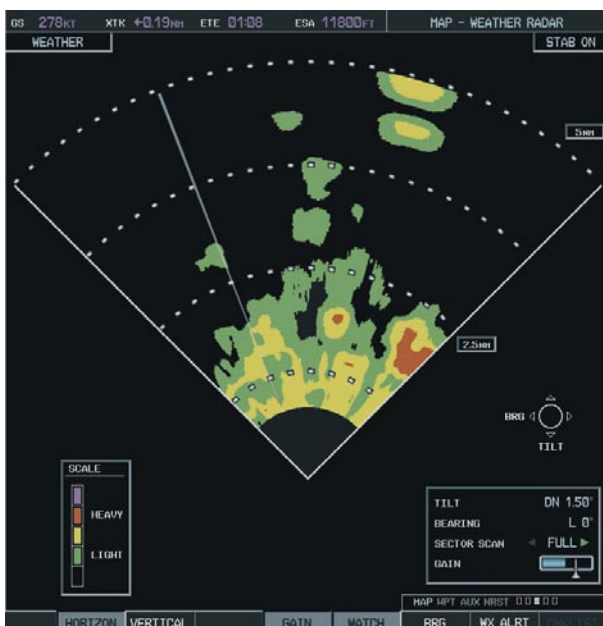 GS 278KT XTK ←0.19NM ETE 01:08 ESA 11800FT MAP - WEATHER RADAR
WEATHER STAB ON
5NM
2.5NM
BRG
TILT
SCALE
HEAVY
LIGHT
TILT DN 1.50°
BEARING L 0°
SECTOR SCAN FULL
GAIN
MAP WPT AUX NRST
HORIZON VERTICAL GAIN WATCH BRG WX ALRT CHKLIST